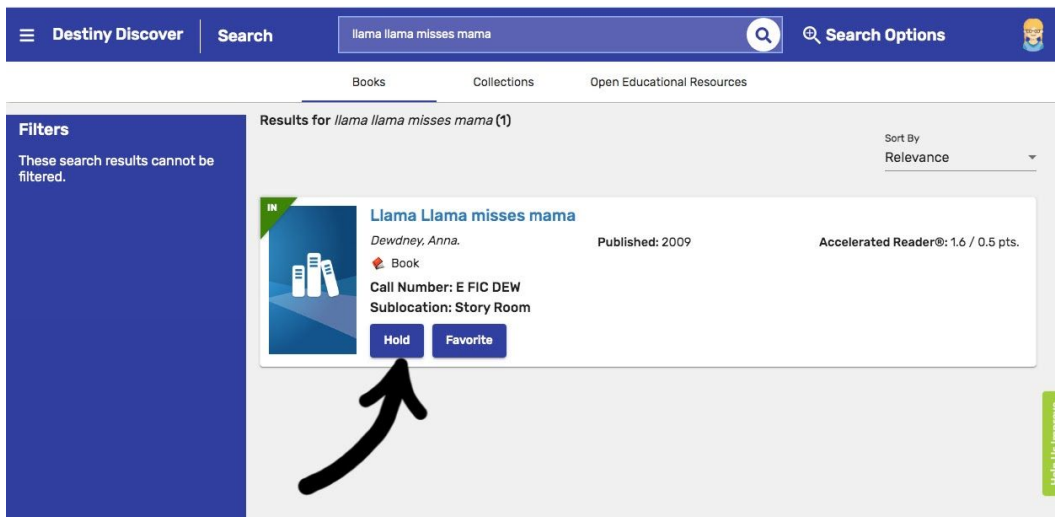 Destiny Discover
Search
llama llama misses mama
Search Options
Books
Collections
Open Educational Resources
Filters
These search results cannot be
filtered.
Results for llama llama misses mama (1)
Sort By
Relevance
IN
Llama Llama misses mama
Dewdney, Anna.
Published: 2009
Accelerated Reader®: 1.6 / 0.5 pts.
Book
Call Number: E FIC DEW
Sublocation: Story Room
Hold
Favorite
Help Us Improve